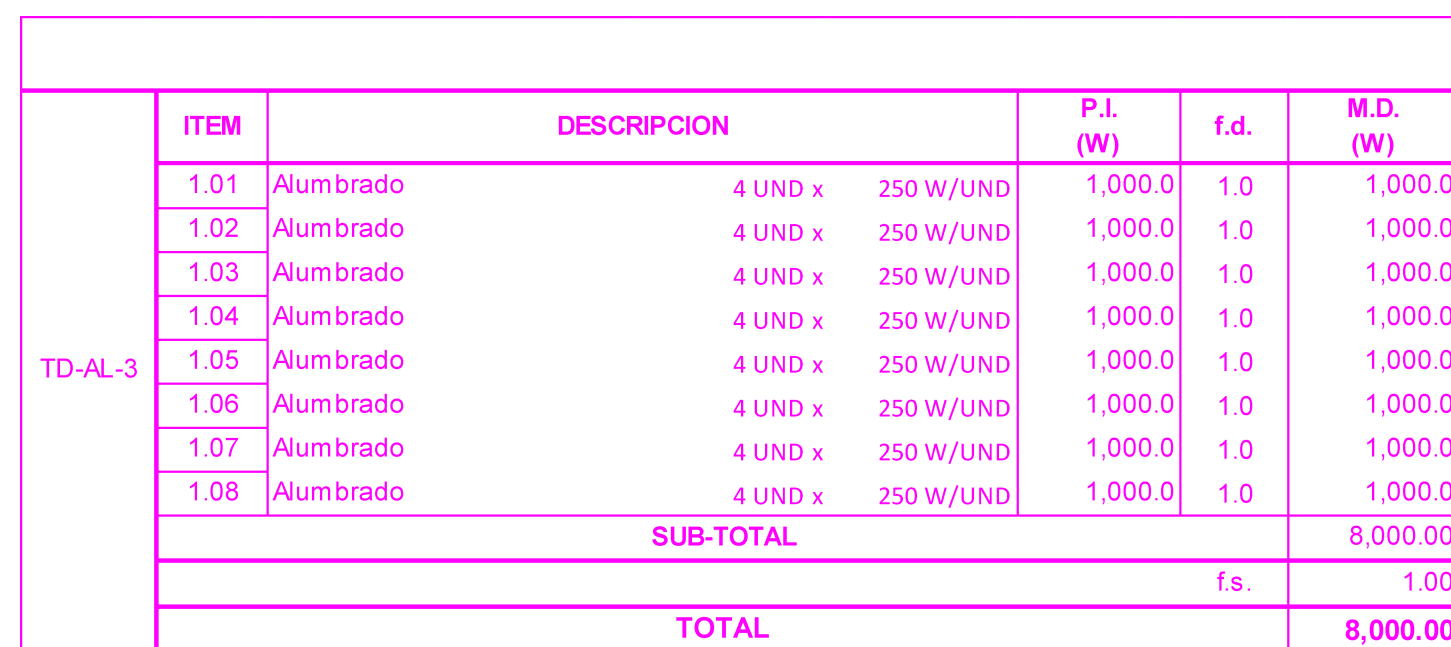 ITEM DESCRIPCION P.I. (W) f.d. M.D. (W)
1.01 Alumbrado 4 UND x 250 W/UND 1,000.0 1.0 1,000.0
1.02 Alumbrado 4 UND x 250 W/UND 1,000.0 1.0 1,000.0
1.03 Alumbrado 4 UND x 250 W/UND 1,000.0 1.0 1,000.0
1.04 Alumbrado 4 UND x 250 W/UND 1,000.0 1.0 1,000.0
TD-AL-3 1.05 Alumbrado 4 UND x 250 W/UND 1,000.0 1.0 1,000.0
1.06 Alumbrado 4 UND x 250 W/UND 1,000.0 1.0 1,000.0
1.07 Alumbrado 4 UND x 250 W/UND 1,000.0 1.0 1,000.0
1.08 Alumbrado 4 UND x 250 W/UND 1,000.0 1.0 1,000.0
SUB-TOTAL 8,000.00
f.s. 1.00
TOTAL 8,000.00